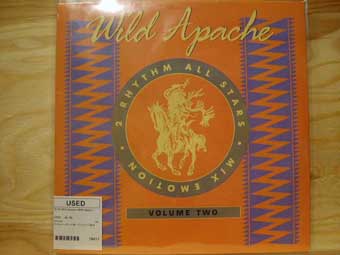 Wild Apache
2 RHYTHM ALL STARS
• MIX EMOTION •
VOLUME TWO
USED